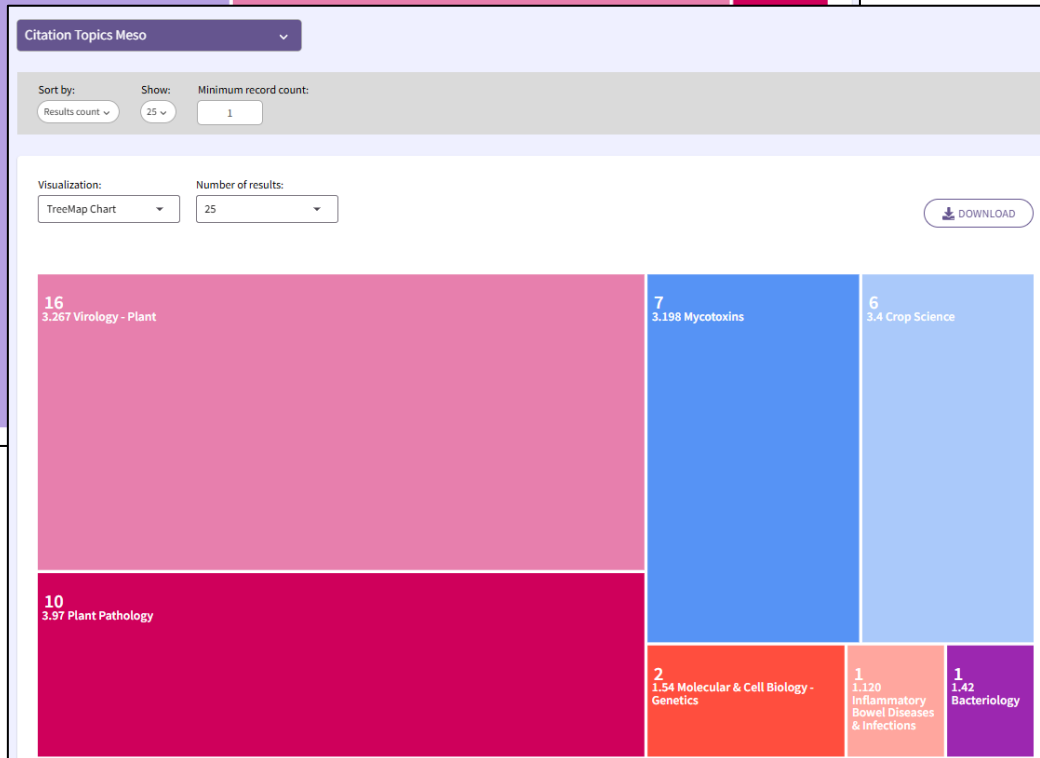 Citation Topics Meso
Sort by: Show: Minimum record count:
Results count 25 1
Visualization: Number of results:
TreeMap Chart 25
DOWNLOAD
16
3.267 Virology - Plant
7
3.198 Mycotoxins
6
3.4 Crop Science
10
3.97 Plant Pathology
2
1.54 Molecular & Cell Biology -
Genetics
1
1.120
Inflammatory
Bowel Diseases
& Infections
1
1.42
Bacteriology